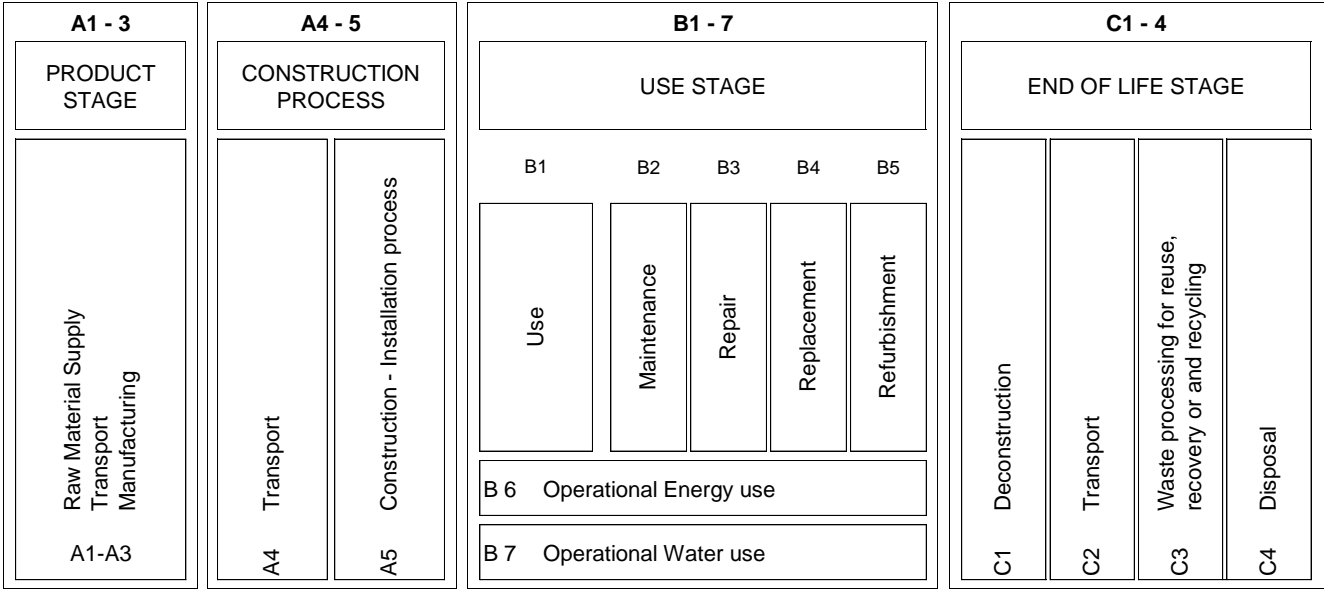 A1 - 3
PRODUCT
STAGE
Raw Material Supply
Transport
Manufacturing
A1-A3
A4 - 5
CONSTRUCTION
PROCESS
A4 Transport
A5 Construction - Installation process
B1 - 7
USE STAGE
B1
Use
B2
Maintenance
B3
Repair
B4
Replacement
B5
Refurbishment
B 6 Operational Energy use
B 7 Operational Water use
C1 - 4
END OF LIFE STAGE
C1 Deconstruction
C2 Transport
C3 Waste processing for reuse,
recovery or and recycling
C4 Disposal